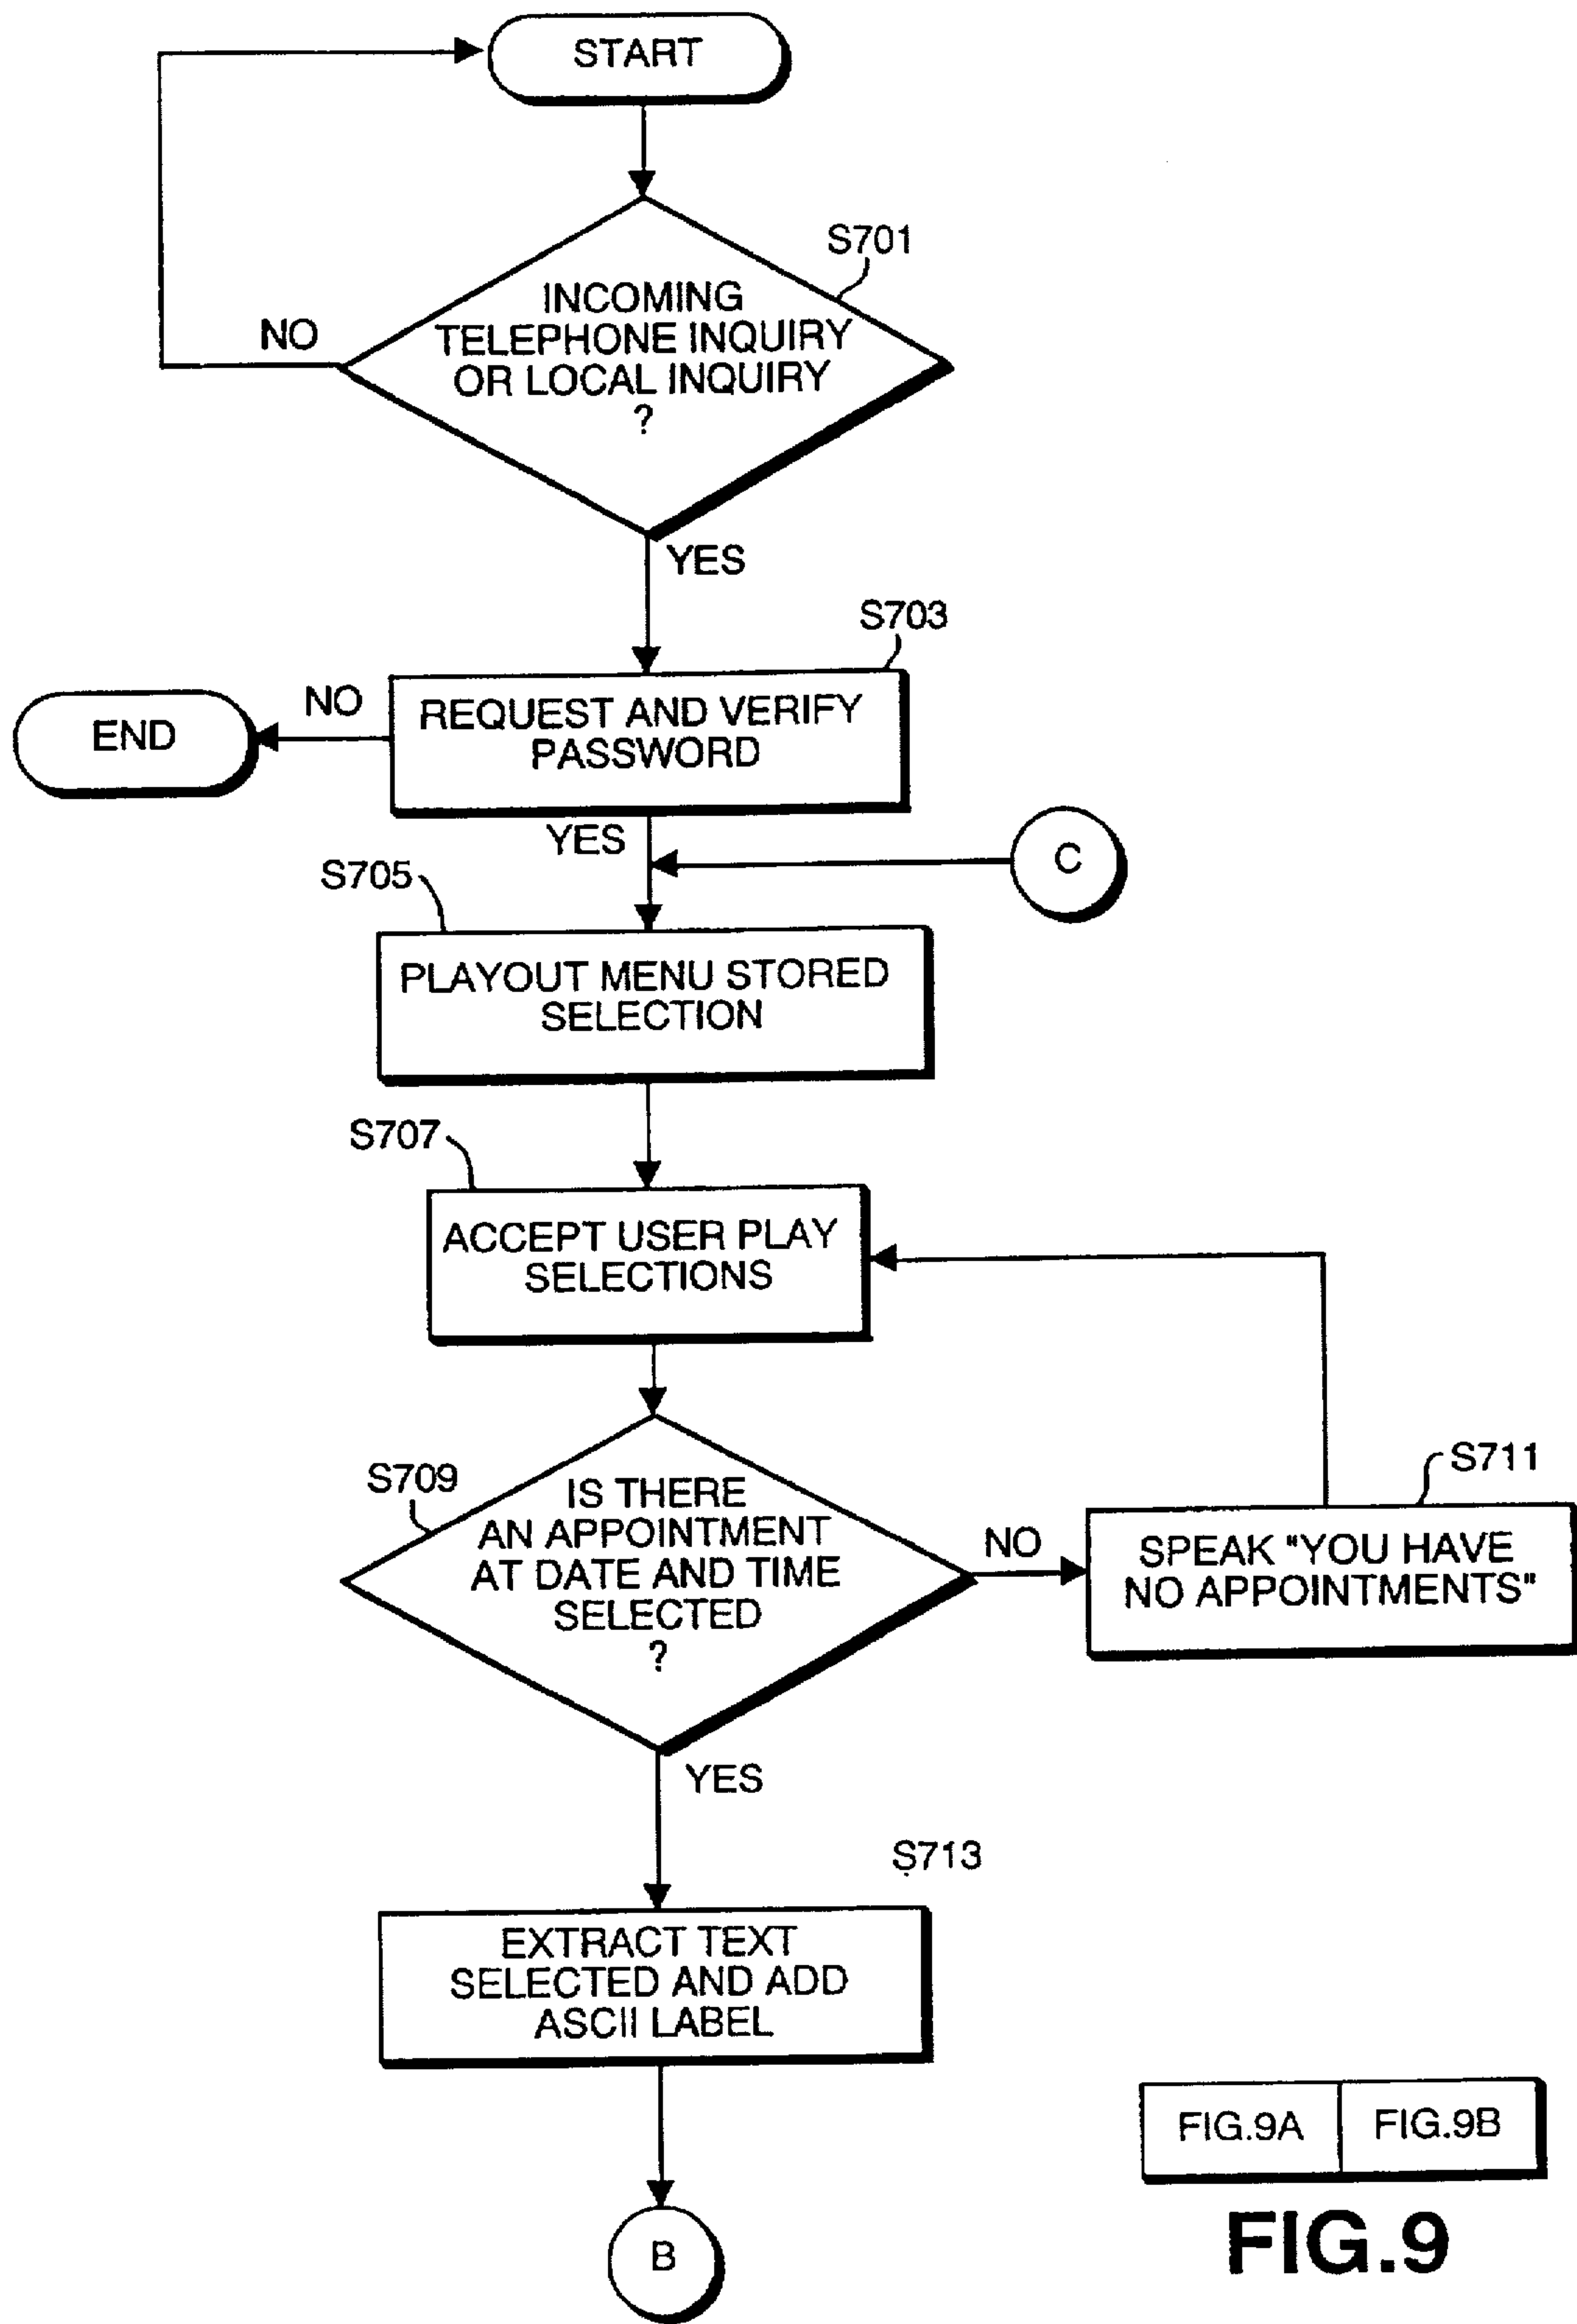 START
S701
INCOMING
TELEPHONE INQUIRY
OR LOCAL INQUIRY
?
NO
YES
S703
REQUEST AND VERIFY
PASSWORD
NO
END
YES
C
S705
PLAYOUT MENU STORED
SELECTION
S707
ACCEPT USER PLAY
SELECTIONS
S709
IS THERE
AN APPOINTMENT
AT DATE AND TIME
SELECTED
?
NO
S711
SPEAK "YOU HAVE
NO APPOINTMENTS"
YES
S713
EXTRACT TEXT
SELECTED AND ADD
ASCII LABEL
B
FIG.9A
FIG.9B
FIG.9